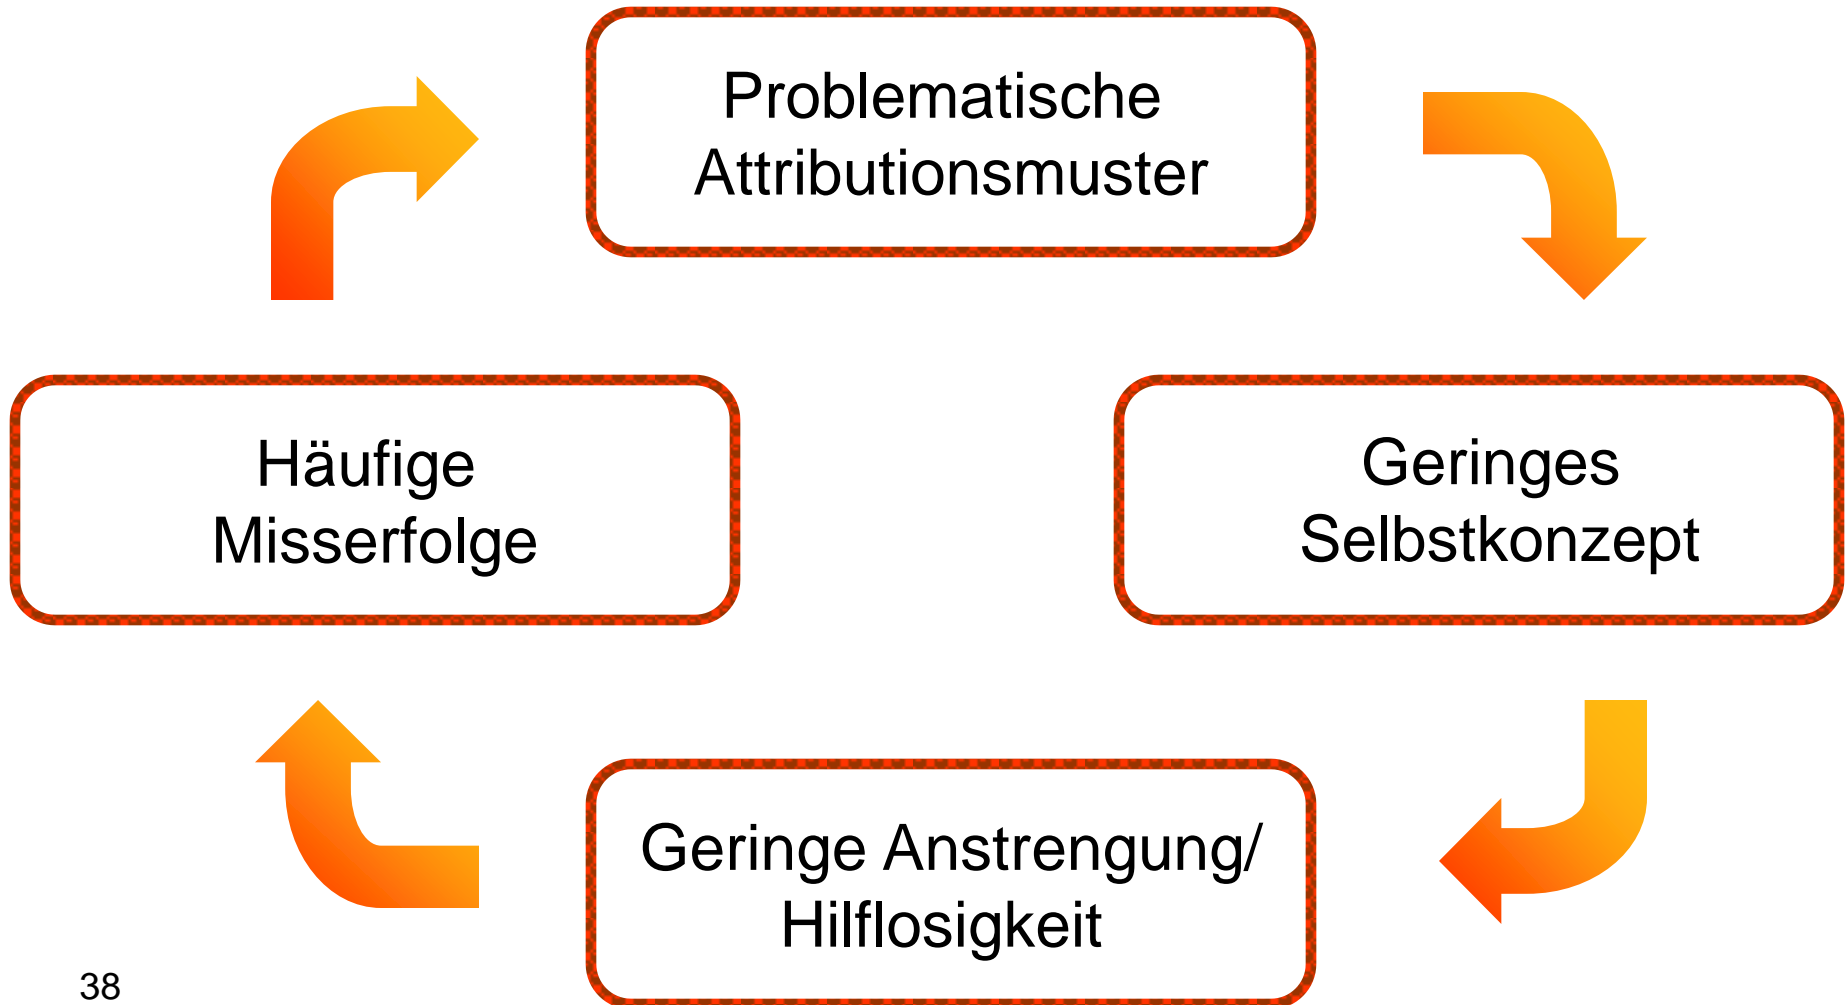 Problematische
Attributionsmuster
Häufige
Misserfolge
Geringes
Selbstkonzept
Geringe Anstrengung/
Hilflosigkeit
38